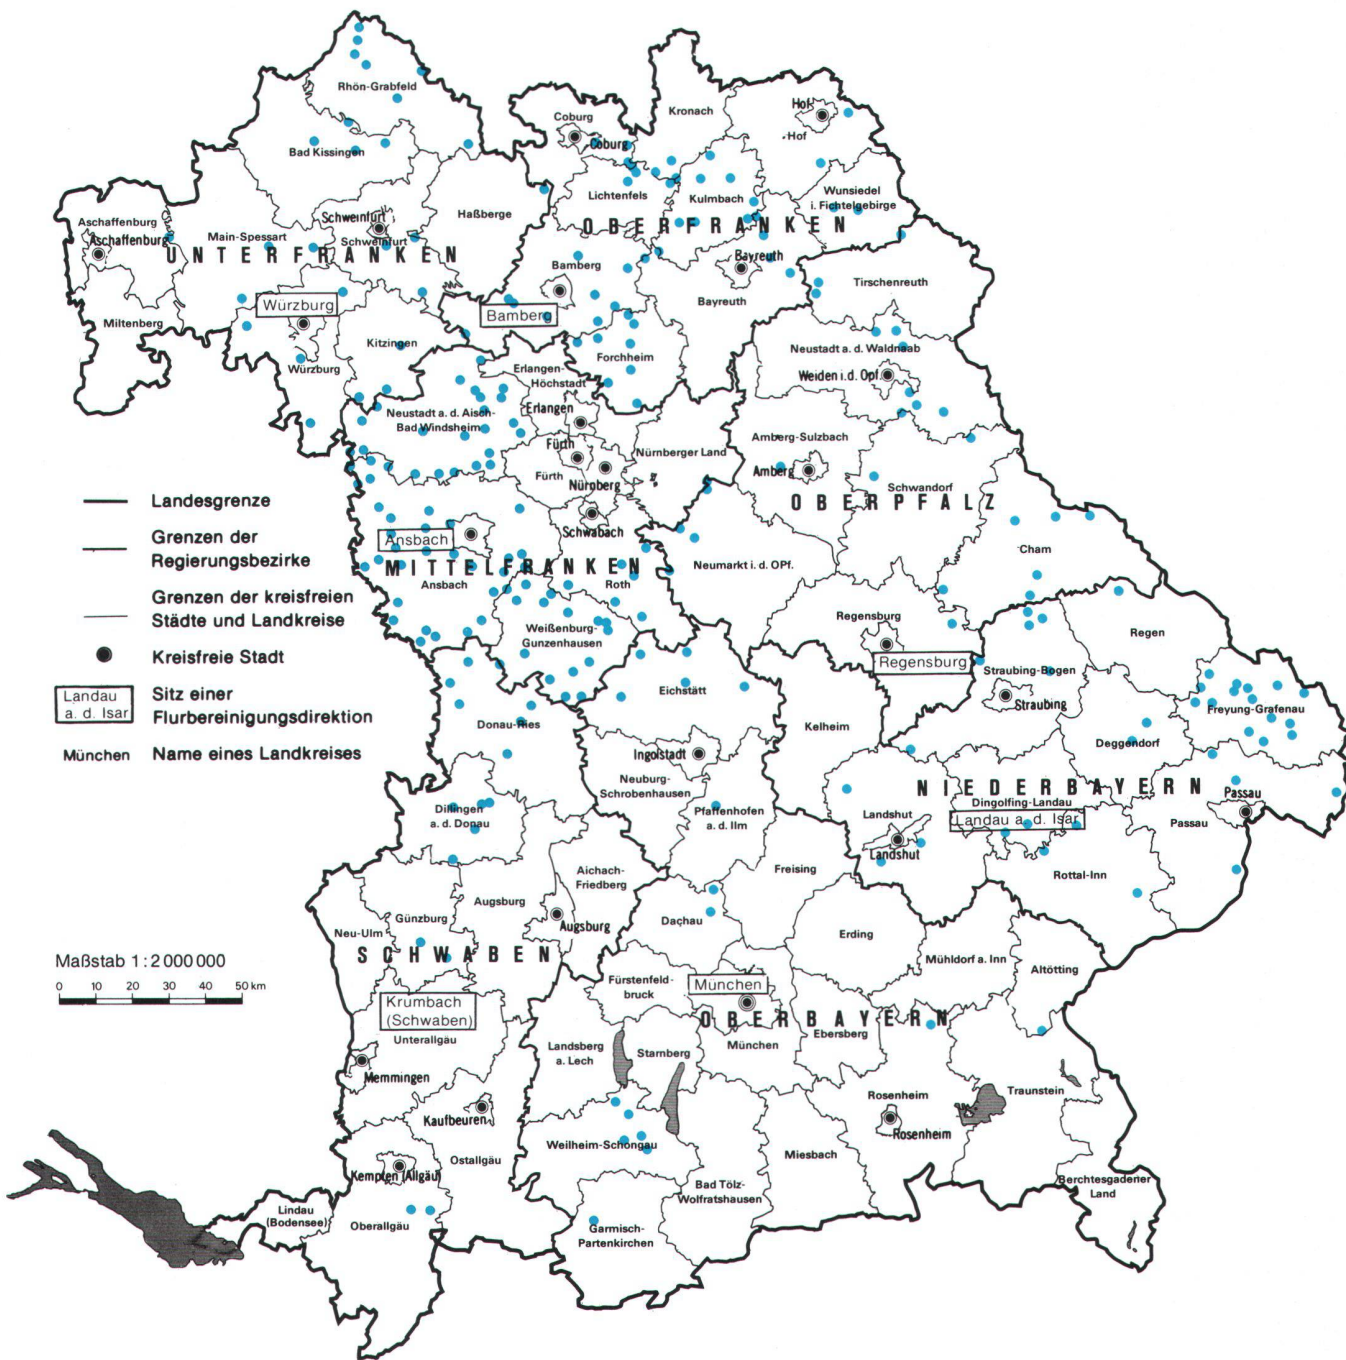 Rhön-Grabfeld
Bad Kissingen
Coburg
Coburg
Kronach
Hof
Hof
Lichtenfels
Kulmbach
Wunsiedel
i. Fichtelgebirge
Aschaffenburg
Aschaffenburg
Main-Spessart
Schweinfurt
Schweinfurt
Haßberge
OBERFRANKEN
UNTERFRANKEN
Bamberg
Bayreuth
Bayreuth
Tirschenreuth
Miltenberg
Würzburg
Bamberg
Kitzingen
Würzburg
Forchheim
Erlangen-
Höchstadt
Neustadt a. d. Waldnaab
Weiden i. d. Opf.
Neustadt a. d. Aisch-
Bad Windsheim
Erlangen
Fürth
Fürth
Nürnberg
Nürnberger Land
Amberg-Sulzbach
Amberg
Schwandorf
OBERPFALZ
Landesgrenze
Grenzen der
Regierungsbezirke
Grenzen der kreisfreien
Städte und Landkreise
Kreisfreie Stadt
Landau
a. d. Isar
Sitz einer
Flurbereinigungsdirektion
München
Name eines Landkreises
Ansbach
Schwabach
MITTELFRANKEN
Ansbach
Roth
Neumarkt i. d. OPf.
Cham
Weißenburg-
Gunzenhausen
Regensburg
Regensburg
Regen
Straubing-Bogen
Straubing
Eichstätt
Donau-Ries
Kelheim
Deggendorf
Freyung-Grafenau
Ingolstadt
Neuburg-
Schrobenhausen
Pfaffenhofen
a. d. Ilm
NIEDERBAYERN
Dingolfing-Landau
Landau a. d. Isar
Landshut
Landshut
Passau
Passau
Rottal-Inn
Dillingen
a. d. Donau
Aichach-
Friedberg
Freising
Augsburg
Augsburg
Günzburg
Neu-Ulm
SCHWABEN
Dachau
Erding
Mühldorf a. Inn
Altötting
Maßstab 1 : 2 000 000
0 10 20 30 40 50 km
Fürstenfeld-
bruck
München
Krumbach
(Schwaben)
Unterallgäu
OBERBAYERN
Landsberg
a. Lech
Starnberg
München
Ebersberg
Memmingen
Kaufbeuren
Rosenheim
Rosenheim
Traunstein
Weilheim-Schongau
Ostallgäu
Kempten (Allgäu)
Miesbach
Bad Tölz-
Wolfratshausen
Berchtesgadener
Land
Lindau
(Bodensee)
Oberallgäu
Garmisch-
Partenkirchen